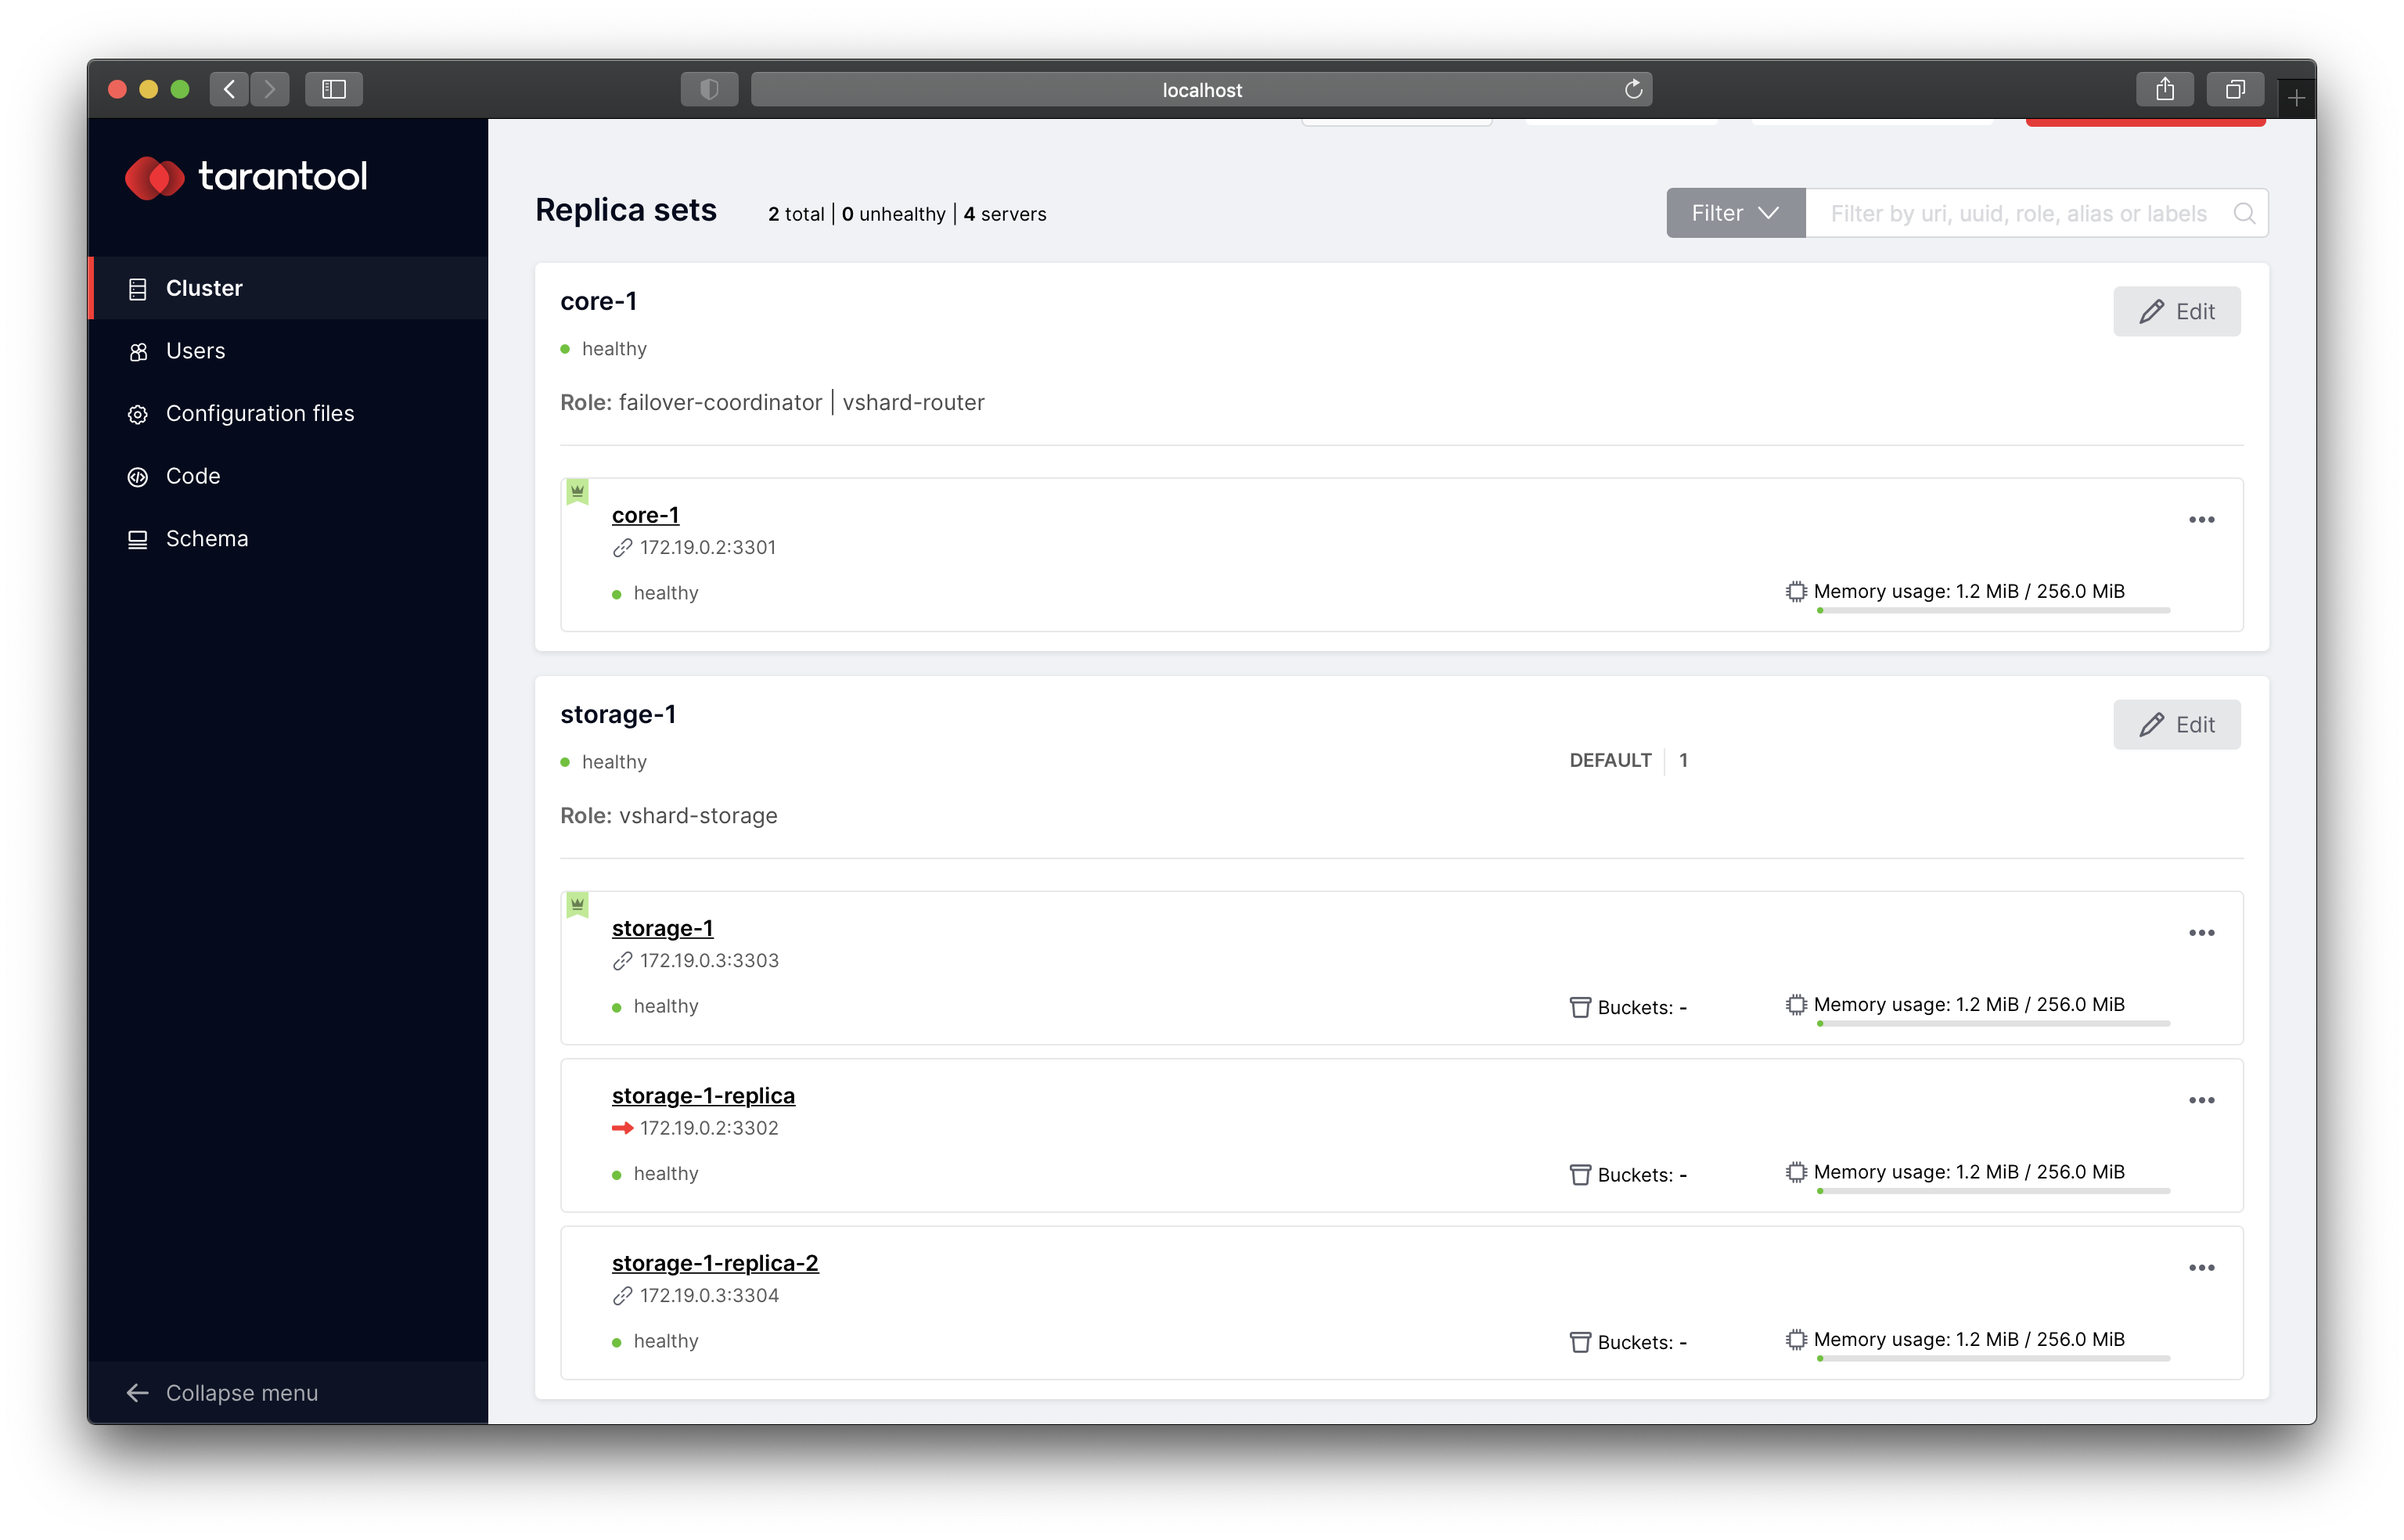 localhost
tarantool
Cluster
Users
Configuration files
Code
Schema
Collapse menu
Replica sets
2 total | 0 unhealthy | 4 servers
Filter
Filter by uri, uuid, role, alias or labels
core-1
Edit
healthy
Role: failover-coordinator | vshard-router
core-1
172.19.0.2:3301
healthy
Memory usage: 1.2 MiB / 256.0 MiB
storage-1
Edit
healthy
DEFAULT 1
Role: vshard-storage
storage-1
172.19.0.3:3303
healthy
Buckets: -
Memory usage: 1.2 MiB / 256.0 MiB
storage-1-replica
172.19.0.2:3302
healthy
Buckets: -
Memory usage: 1.2 MiB / 256.0 MiB
storage-1-replica-2
172.19.0.3:3304
healthy
Buckets: -
Memory usage: 1.2 MiB / 256.0 MiB